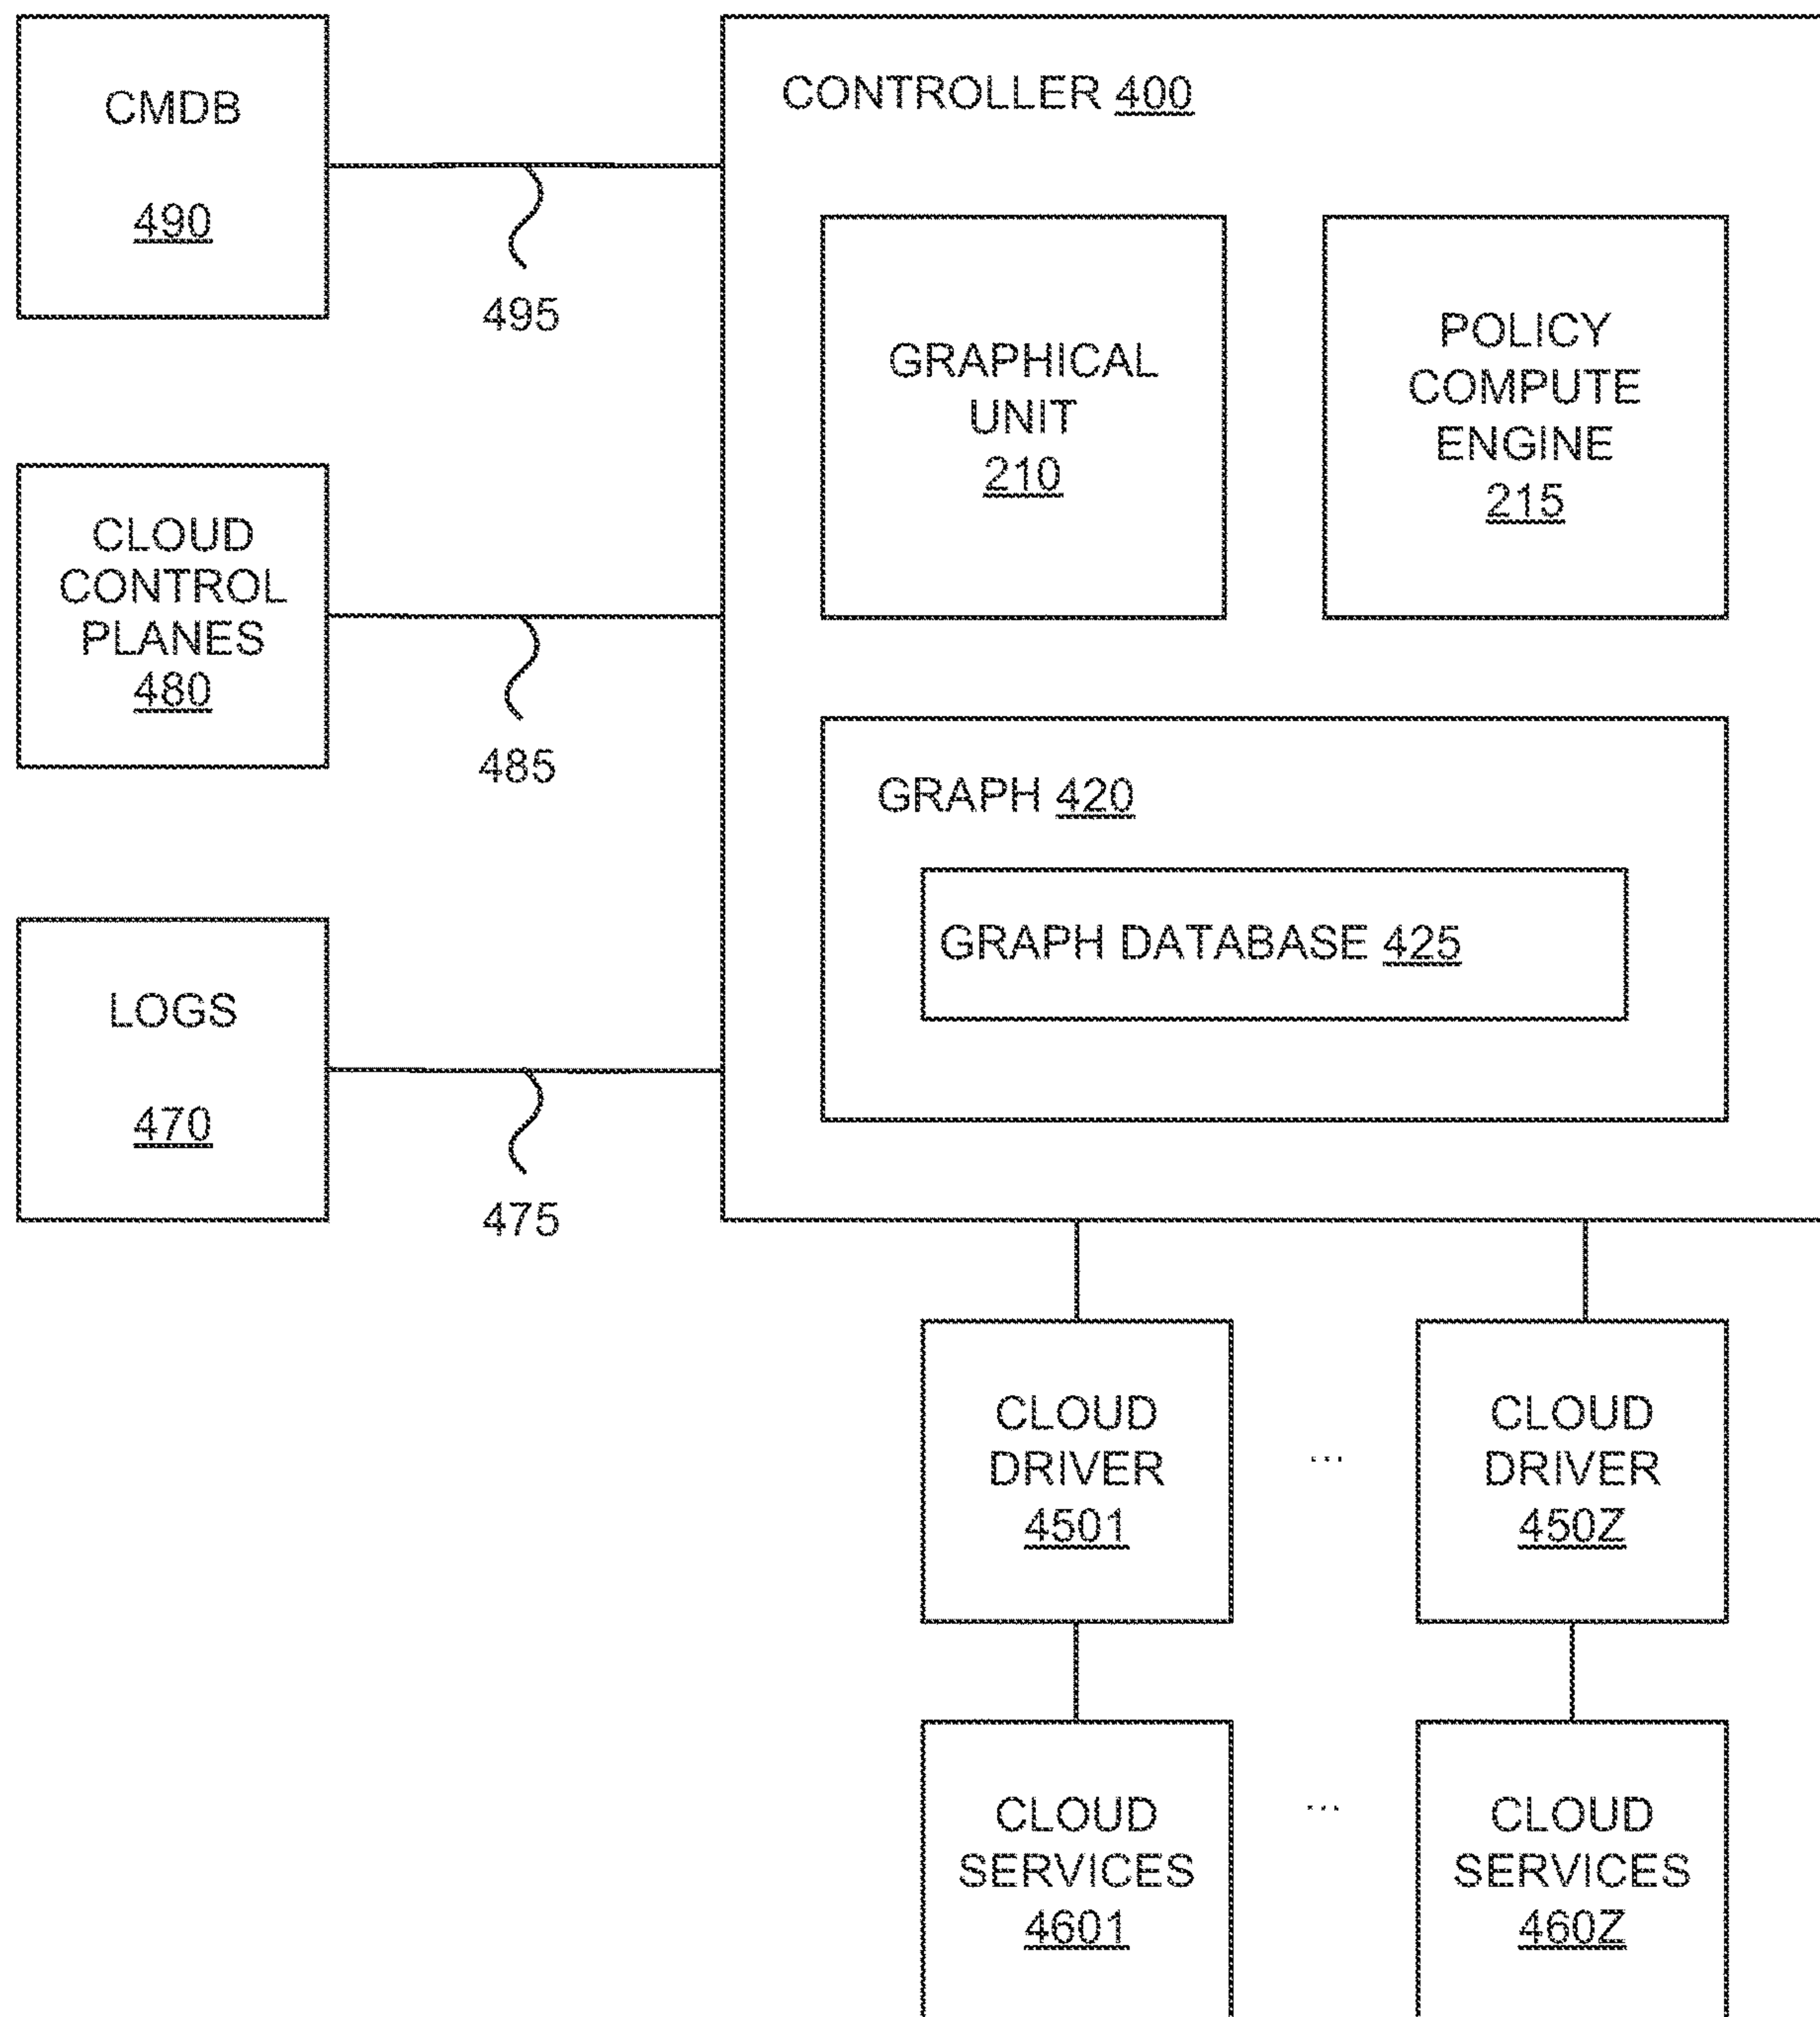 CMDB
490
495
CLOUD
CONTROL
PLANES
480
485
LOGS
470
475
CONTROLLER 400
GRAPHICAL
UNIT
210
POLICY
COMPUTE
ENGINE
215
GRAPH 420
GRAPH DATABASE 425
CLOUD
DRIVER
4501
...
CLOUD
DRIVER
450Z
CLOUD
SERVICES
4601
...
CLOUD
SERVICES
460Z